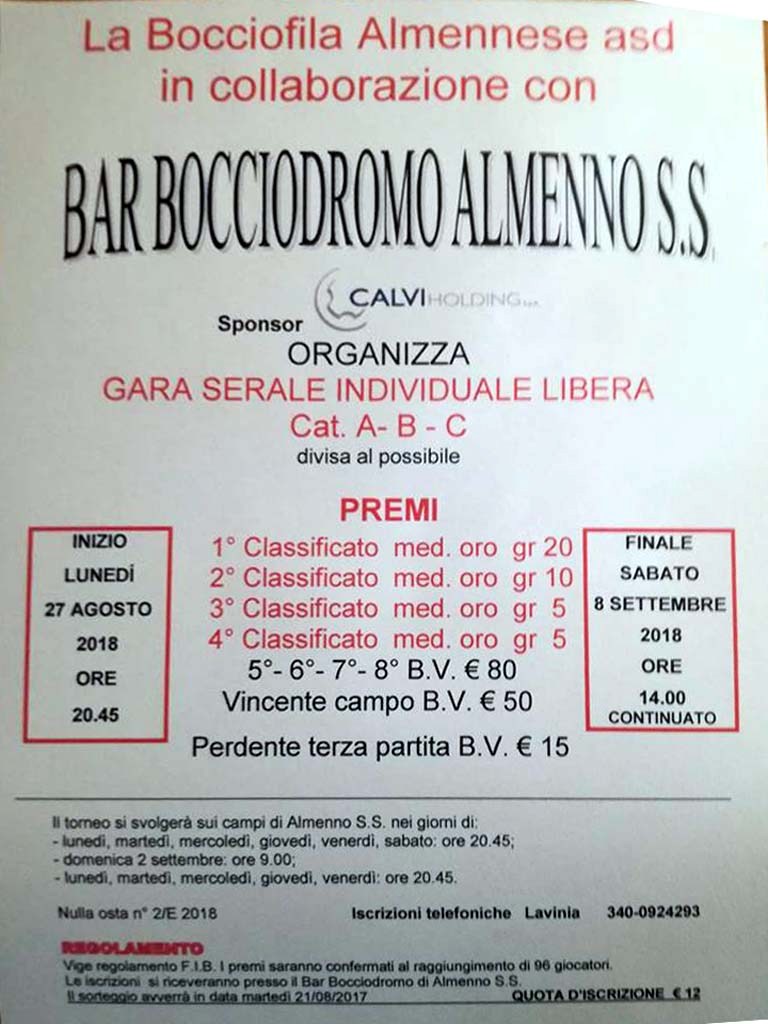 La Bocciofila Almennese asd
in collaborazione con
BAR BOCCIODROMO ALMENNO S.S.
CALVI HOLDING
Sponsor
ORGANIZZA
GARA SERALE INDIVIDUALE LIBERA
Cat. A- B - C
divisa al possibile
PREMI
INIZIO
LUNEDÍ
27 AGOSTO
2018
ORE
20.45
1° Classificato med. oro gr 20
2° Classificato med. oro gr 10
3° Classificato med. oro gr 5
4° Classificato med. oro gr 5
5°- 6°- 7°- 8° B.V. € 80
Vincente campo B.V. € 50
Perdente terza partita B.V. € 15
FINALE
SABATO
8 SETTEMBRE
2018
ORE
14.00
CONTINUATO
Il torneo si svolgerà sui campi di Almenno S.S. nei giorni di:
- lunedì, martedì, mercoledì, giovedì, venerdì, sabato: ore 20.45;
- domenica 2 settembre: ore 9.00;
- lunedì, martedì, mercoledì, giovedì, venerdì: ore 20.45.
Nulla osta n° 2/E 2018 Iscrizioni telefoniche Lavinia 340-0924293
REGOLAMENTO
Vige regolamento F.I.B. I premi saranno confermati al raggiungimento di 96 giocatori.
Le iscrizioni si riceveranno presso il Bar Bocciodromo di Almenno S.S.
Il sorteggio avverrà in data martedì 21/08/2017 QUOTA D'ISCRIZIONE € 12